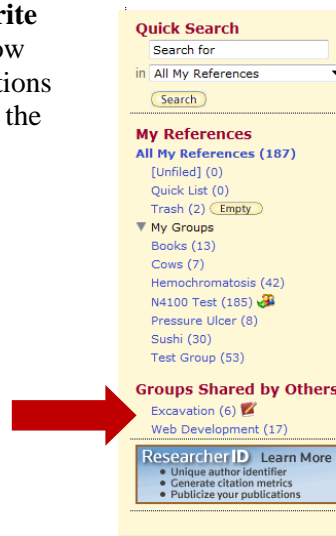 rite
ow
tions
the
Quick Search
Search for
in All My References
Search
My References
All My References (187)
[Unfiled] (0)
Quick List (0)
Trash (2) Empty
My Groups
Books (13)
Cows (7)
Hemochromatosis (42)
N4100 Test (185)
Pressure Ulcer (8)
Sushi (30)
Test Group (53)
Groups Shared by Others
Excavation (6)
Web Development (17)
ResearcherID Learn More
• Unique author identifier
• Generate citation metrics
• Publicize your publications